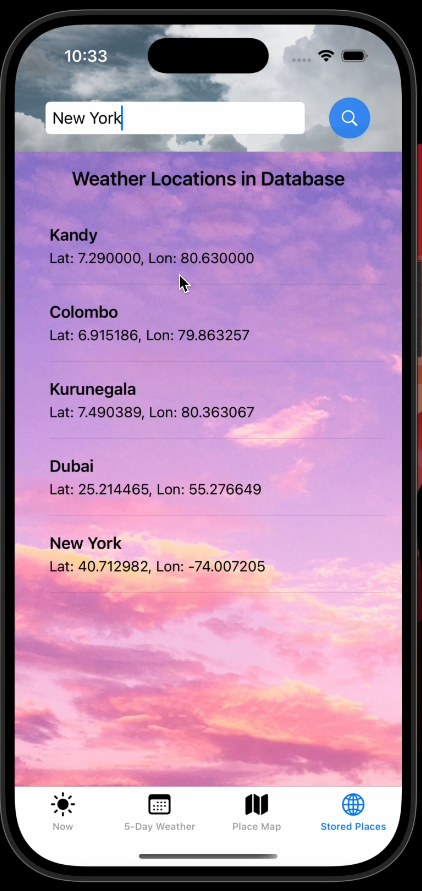 10:33
New York
Weather Locations in Database
Kandy
Lat: 7.290000, Lon: 80.630000
Colombo
Lat: 6.915186, Lon: 79.863257
Kurunegala
Lat: 7.490389, Lon: 80.363067
Dubai
Lat: 25.214465, Lon: 55.276649
New York
Lat: 40.712982, Lon: -74.007205
Now 5-Day Weather Place Map Stored Places